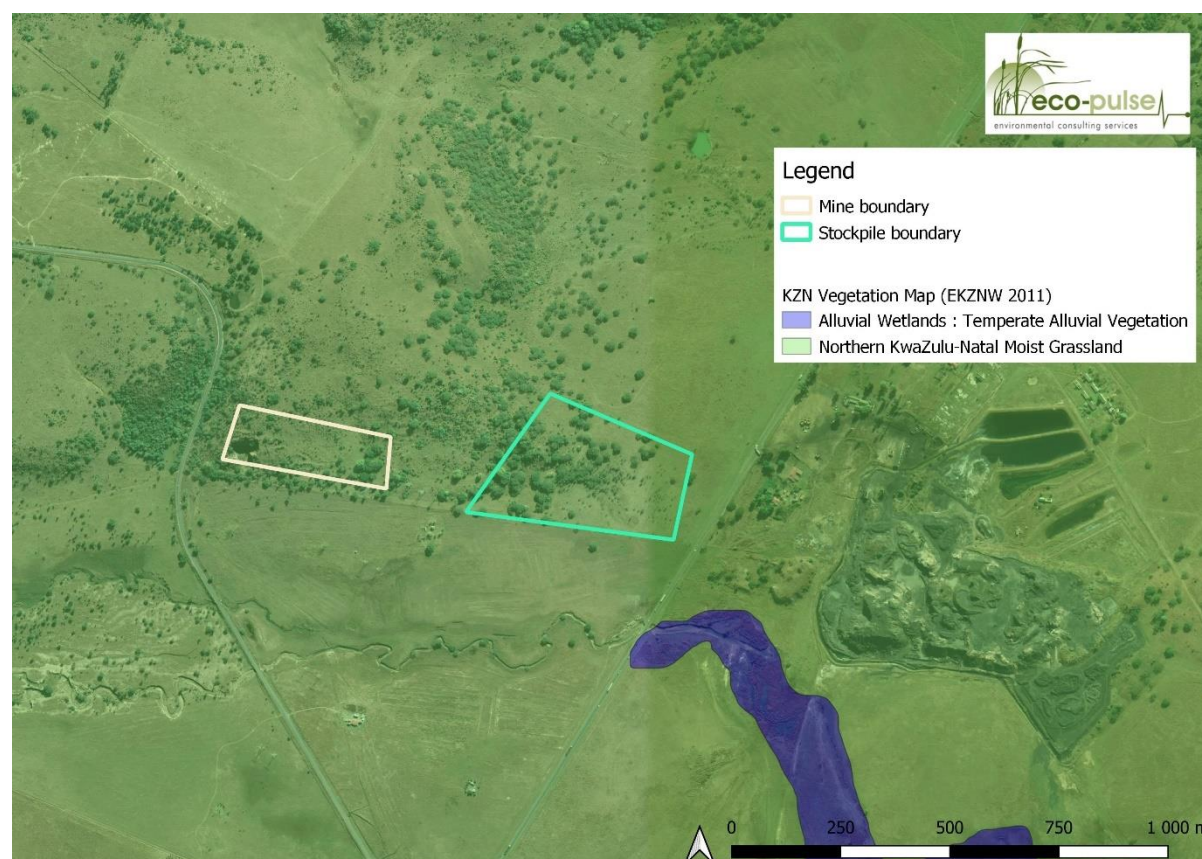 eco-pulse
environmental consulting services
Legend
Mine boundary
Stockpile boundary
KZN Vegetation Map (EKZNW 2011)
Alluvial Wetlands : Temperate Alluvial Vegetation
Northern KwaZulu-Natal Moist Grassland
0 250 500 750 1 000 m